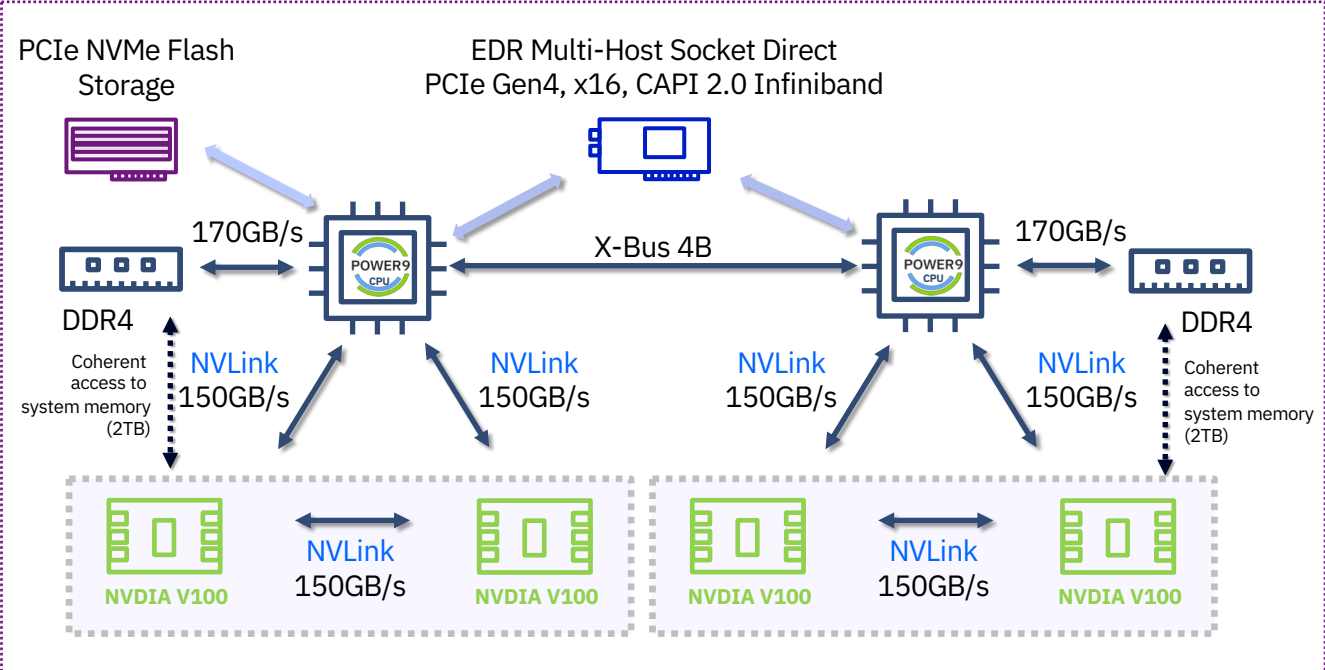 PCIe NVMe Flash
Storage
EDR Multi-Host Socket Direct
PCIe Gen4, x16, CAPI 2.0 Infiniband
170GB/s
X-Bus 4B
170GB/s
POWER9
CPU
POWER9
CPU
DDR4
DDR4
Coherent
access to
system memory
(2TB)
NVLink
150GB/s
NVLink
150GB/s
NVLink
150GB/s
NVLink
150GB/s
Coherent
access to
system memory
(2TB)
NVLink
150GB/s
NVDIA V100
NVDIA V100
NVLink
150GB/s
NVDIA V100
NVDIA V100